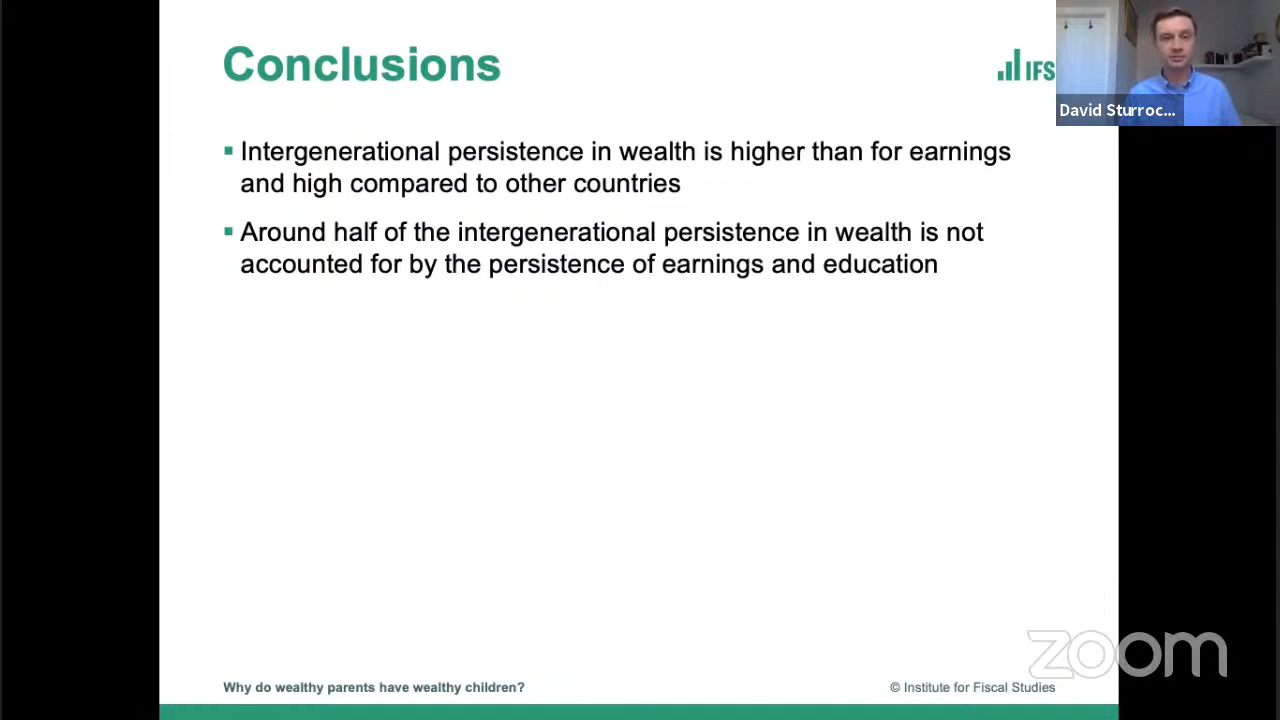 Conclusions
IFS
David Sturroc...
▪ Intergenerational persistence in wealth is higher than for earnings
and high compared to other countries
▪ Around half of the intergenerational persistence in wealth is not
accounted for by the persistence of earnings and education
zoom
Why do wealthy parents have wealthy children?
© Institute for Fiscal Studies